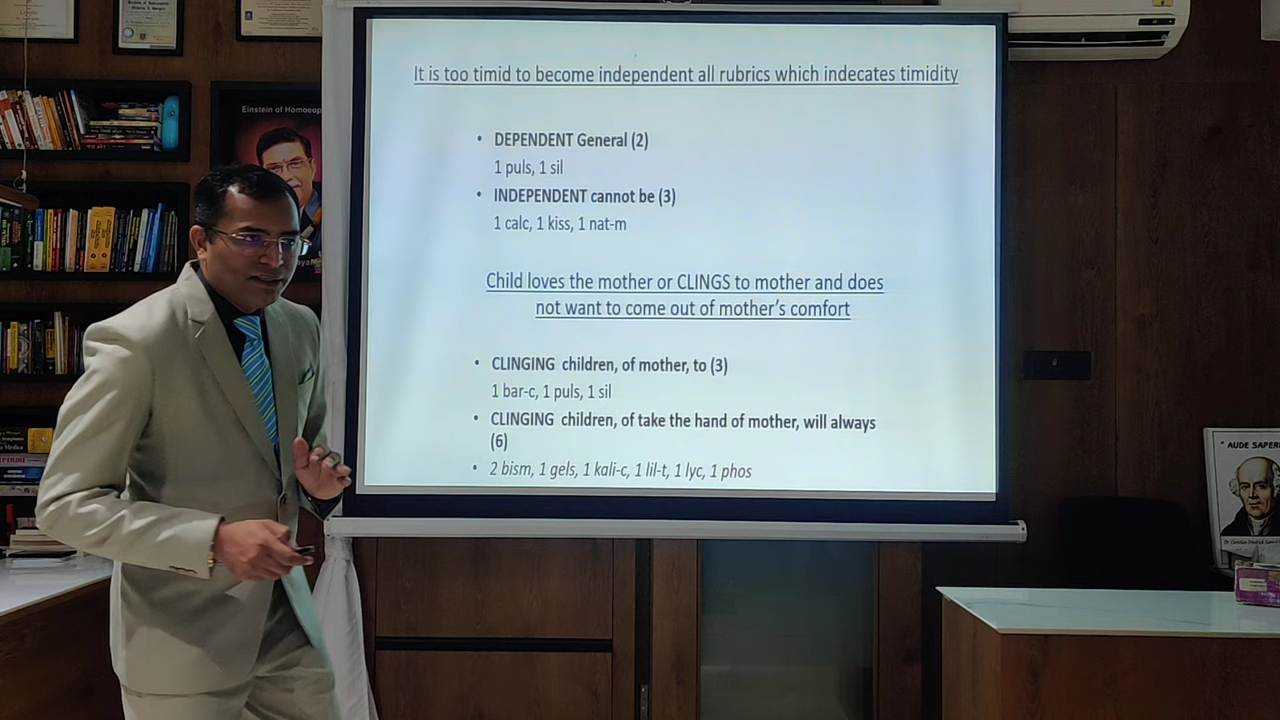 It is too timid to become independent all rubrics which indecates timidity
• DEPENDENT General (2)
1 puls, 1 sil
• INDEPENDENT cannot be (3)
1 calc, 1 kiss, 1 nat-m
Child loves the mother or CLINGS to mother and does
not want to come out of mother's comfort
• CLINGING children, of mother, to (3)
1 bar-c, 1 puls, 1 sil
• CLINGING children, of take the hand of mother, will always
(6)
• 2 bism, 1 gels, 1 kali-c, 1 lil-t, 1 lyc, 1 phos
Einstein of Homoeop
" AUDE SAPER